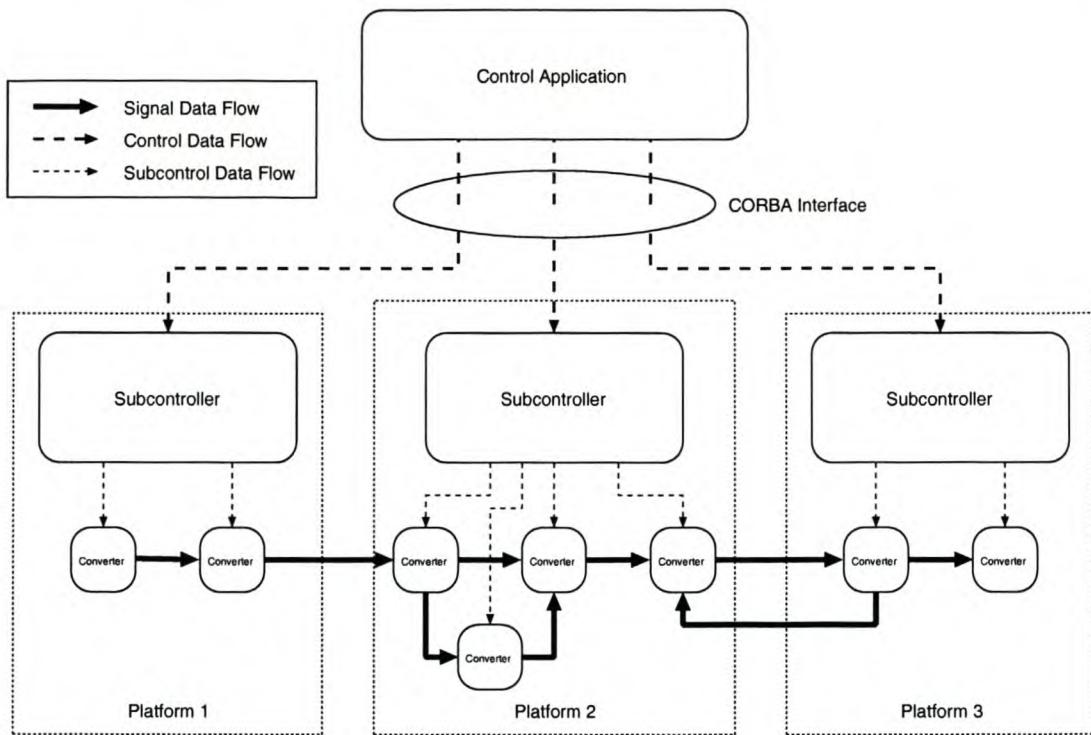 Control Application
Signal Data Flow
Control Data Flow
Subcontrol Data Flow
CORBA Interface
Subcontroller
Subcontroller
Subcontroller
Converter
Converter
Converter
Converter
Converter
Converter
Converter
Converter
Platform 1
Platform 2
Platform 3